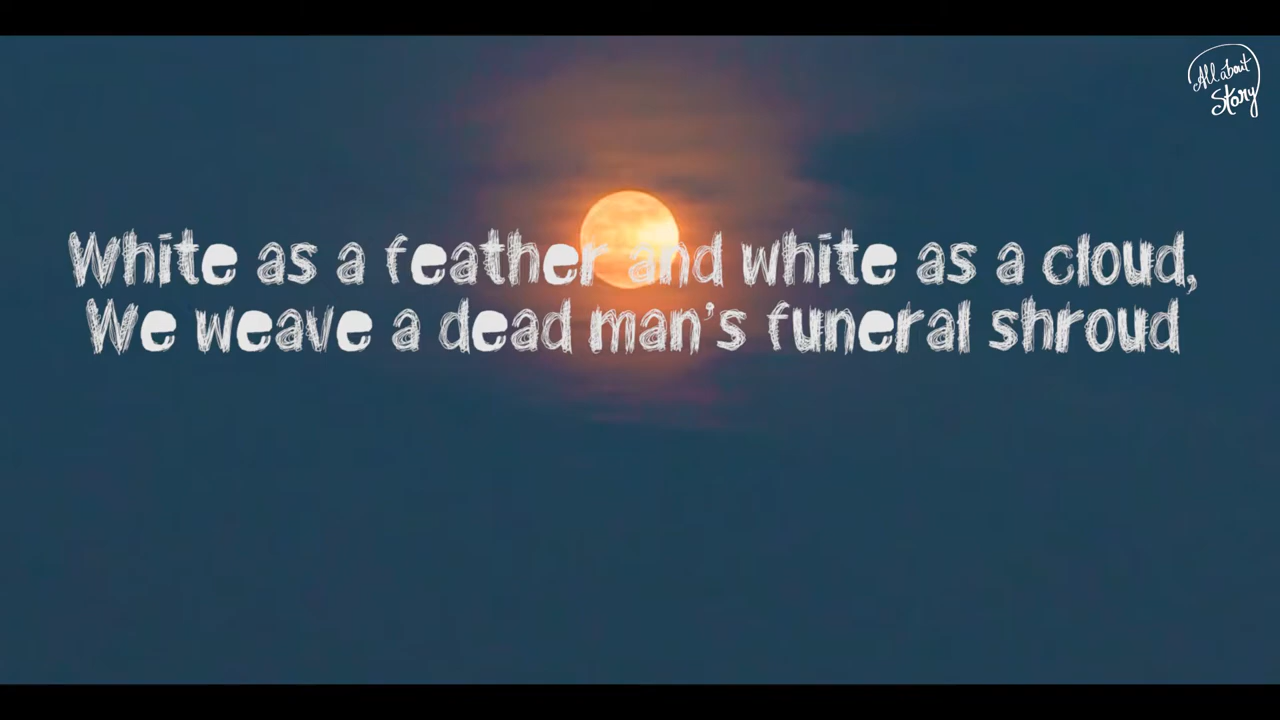 All about
Story
White as a feather and white as a cloud,
We weave a dead man's funeral shroud